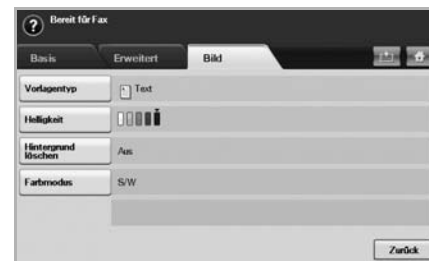 Bereit für Fax
Basis
Erweitert
Bild
Vorlagentyp
Text
Helligkeit
Hintergrund
löschen
Aus
Farbmodus
S/W
Zurück